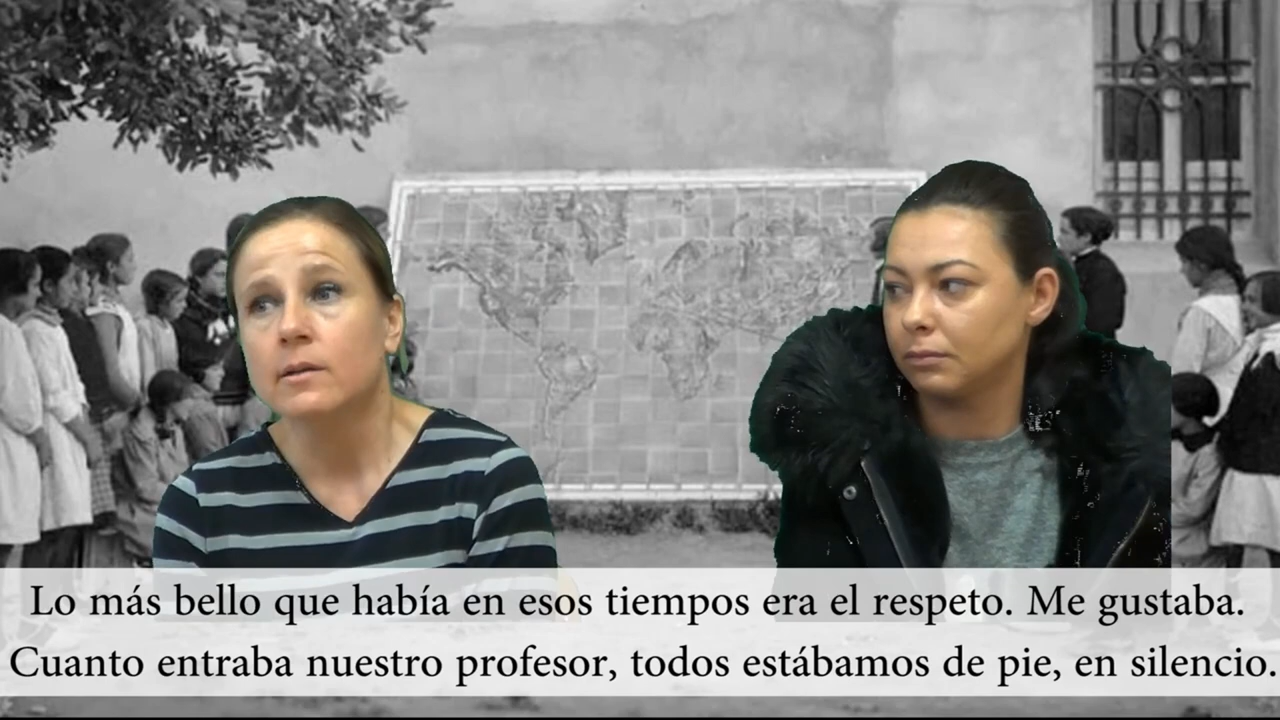 Lo más bello que había en esos tiempos era el respeto. Me gustaba.
Cuanto entraba nuestro profesor, todos estábamos de pie, en silencio.